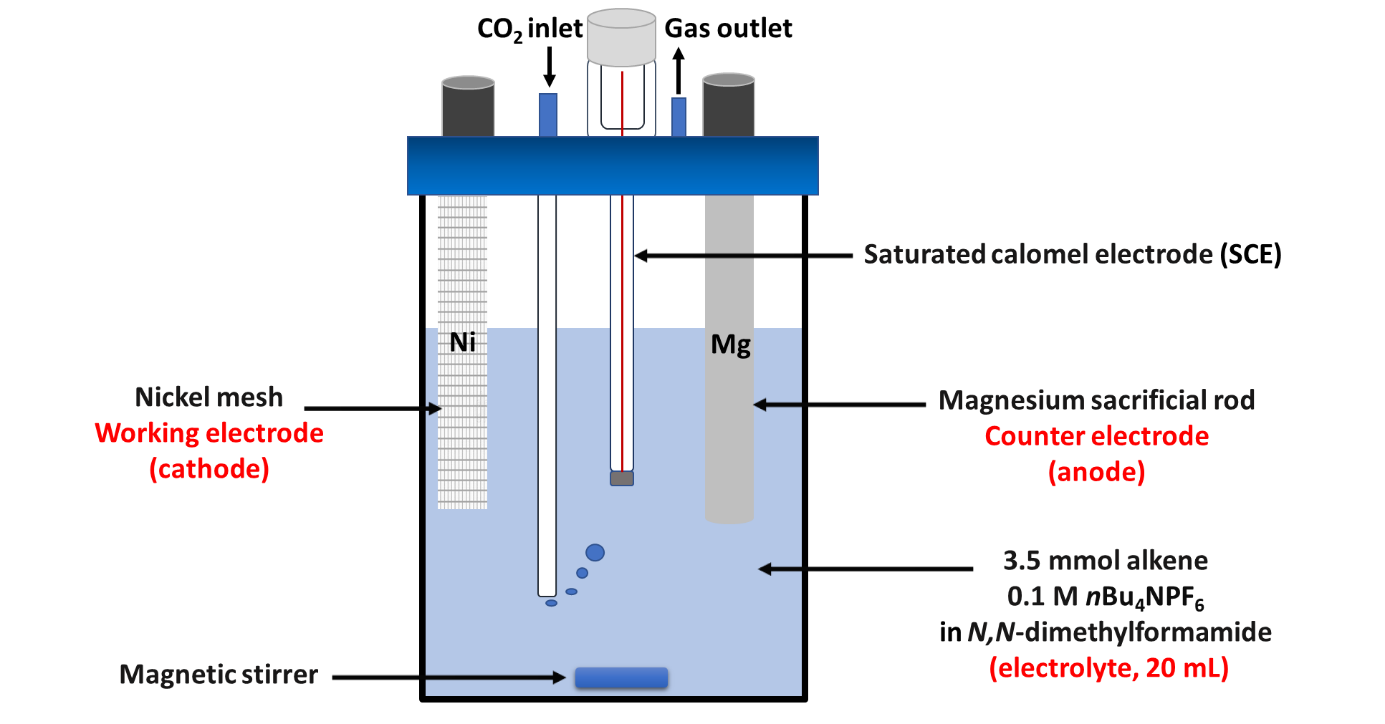 CO₂ inlet
Gas outlet
Saturated calomel electrode (SCE)
Ni
Mg
Nickel mesh
Working electrode
(cathode)
Magnesium sacrificial rod
Counter electrode
(anode)
3.5 mmol alkene
0.1 M nBu₄NPF₆
in N,N-dimethylformamide
(electrolyte, 20 mL)
Magnetic stirrer